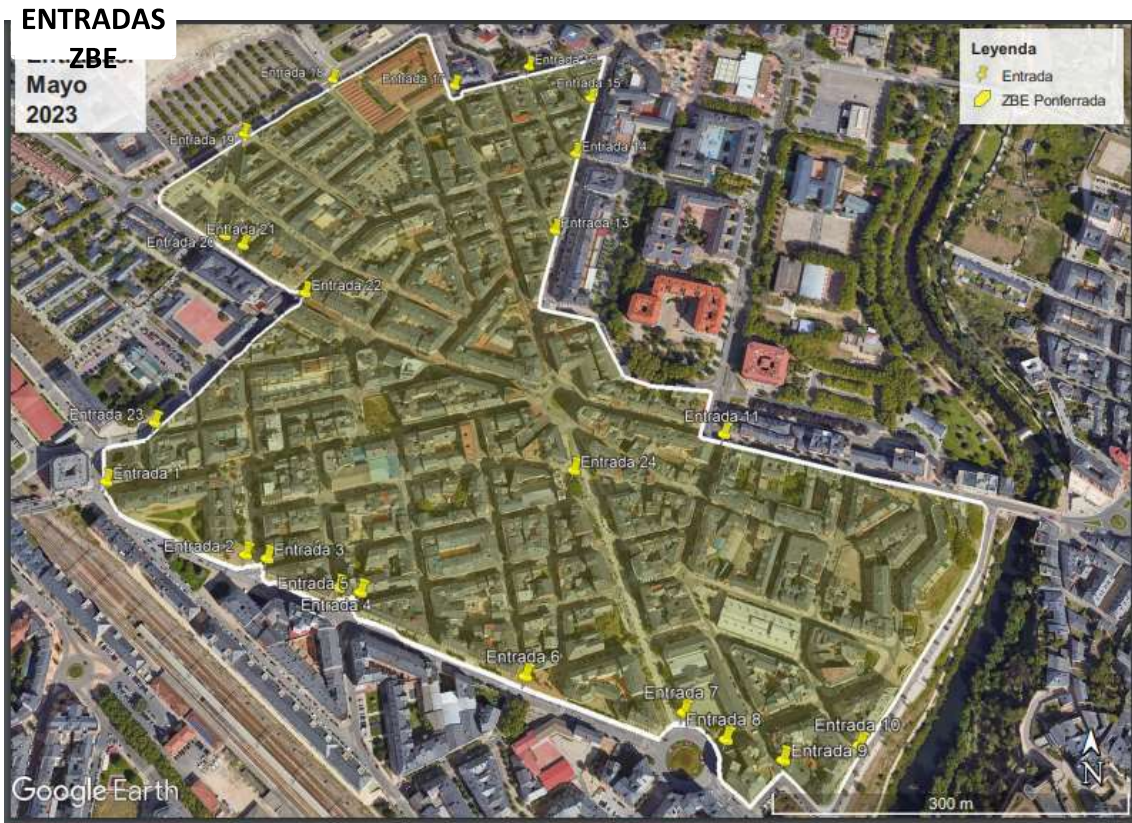 ENTRADAS
ZBE
Mayo
2023
Leyenda
Entrada
ZBE Ponferrada
Entrada 18
Entrada 17
Entrada 15
Entrada 19
Entrada 14
Entrada 13
Entrada 21
Entrada 22
Entrada 23
Entrada 11
Entrada 24
Entrada 1
Entrada 2
Entrada 3
Entrada 5
Entrada 4
Entrada 6
Entrada 7
Entrada 8
Entrada 10
Entrada 9
N
Google Earth
300 m